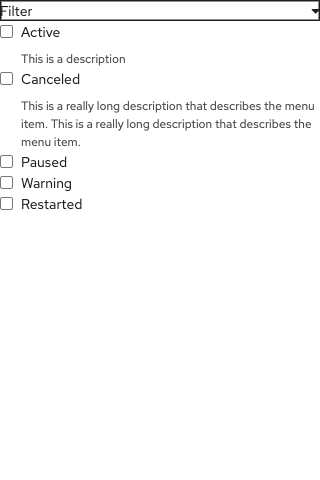 Filter
Active
This is a description
Canceled
This is a really long description that describes the menu
item. This is a really long description that describes the
menu item.
Paused
Warning
Restarted